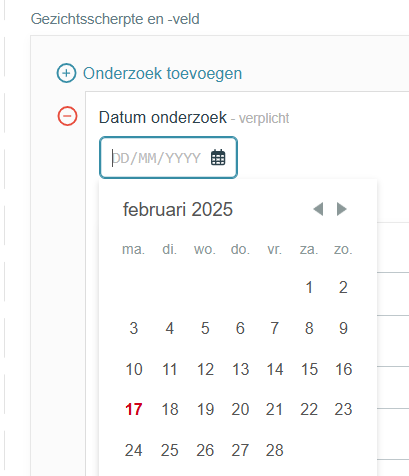 Gezichtsscherpte en -veld
Onderzoek toevoegen
Datum onderzoek - verplicht
DD/MM/YYYY
februari 2025
ma. di. wo. do. vr. za. zo.
1 2
3 4 5 6 7 8 9
10 11 12 13 14 15 16
17 18 19 20 21 22 23
24 25 26 27 28